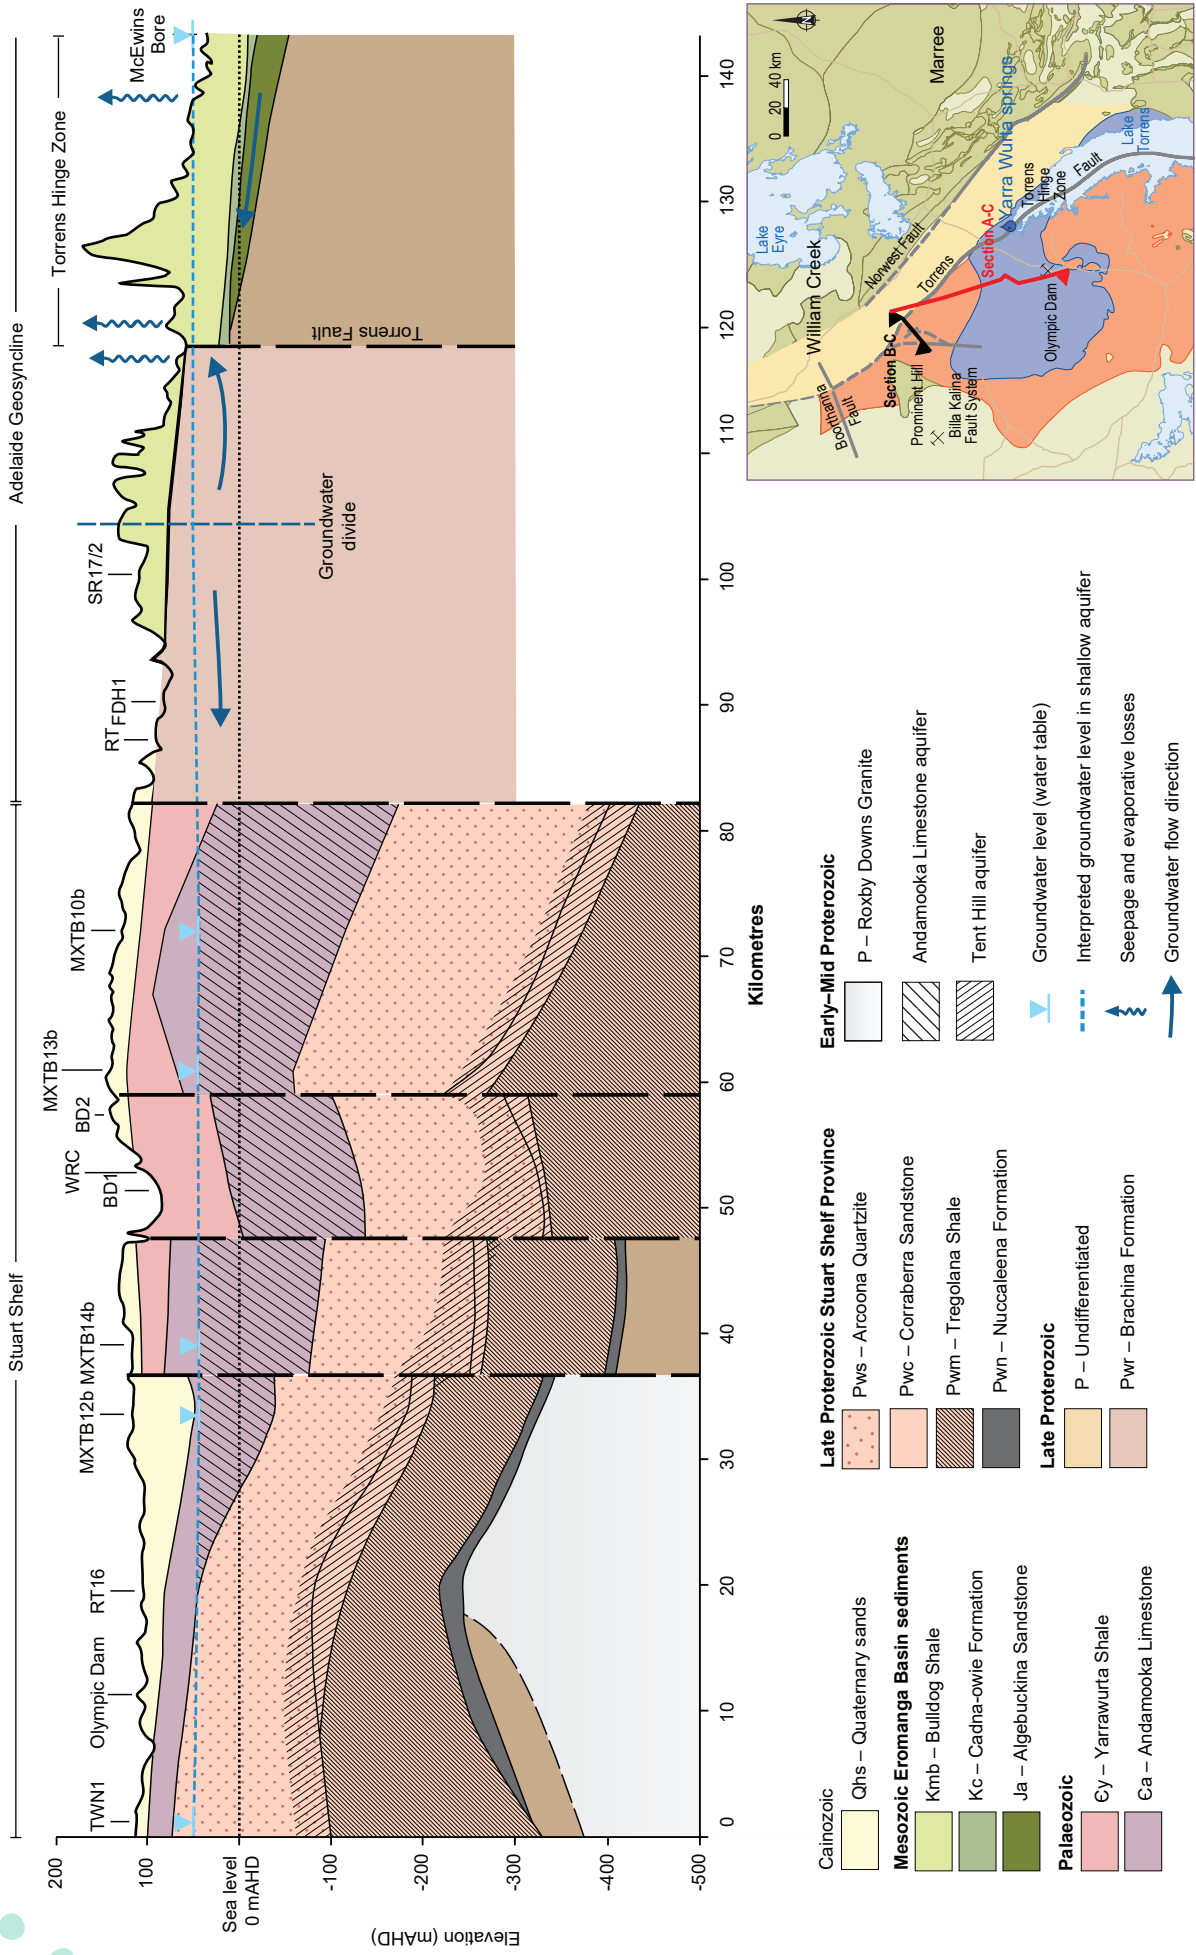 Stuart Shelf
Adelaide Geosyncline
Torrens Hinge Zone
TWN1
Olympic Dam
RT16
MXTB12b
MXTB14b
BD1
WRC
BD2
MXTB13b
MXTB10b
RT
FDH1
SR17/2
McEwins
Bore
Groundwater
divide
Torrens Fault
200
100
Sea level
0 mAHD
-100
-200
-300
-400
-500
Elevation (mAHD)
0
10
20
30
40
50
60
70
80
90
100
110
120
130
140
Kilometres
Cainozoic
Qhs – Quaternary sands
Mesozoic Eromanga Basin sediments
Kmb – Bulldog Shale
Kc – Cadna-owie Formation
Ja – Algebuckina Sandstone
Palaeozoic
Єy – Yarrawurta Shale
Єa – Andamooka Limestone
Late Proterozoic Stuart Shelf Province
Pws – Arcoona Quartzite
Pwc – Corraberra Sandstone
Pwm – Tregolana Shale
Pwn – Nuccaleena Formation
Late Proterozoic
P – Undifferentiated
Pwr – Brachina Formation
Early–Mid Proterozoic
P – Roxby Downs Granite
Andamooka Limestone aquifer
Tent Hill aquifer
Groundwater level (water table)
Interpreted groundwater level in shallow aquifer
Seepage and evaporative losses
Groundwater flow direction
Lake
Eyre
William Creek
Marree
0 20 40 km
N
Norwest Fault
Boorthanna
Fault
Torrens
Section B-C
Section A-C
Yarra Wurta springs
Torrens
Hinge
Zone
Fault
Lake
Torrens
Prominent Hill
Billa Kalina
Fault System
Olympic Dam